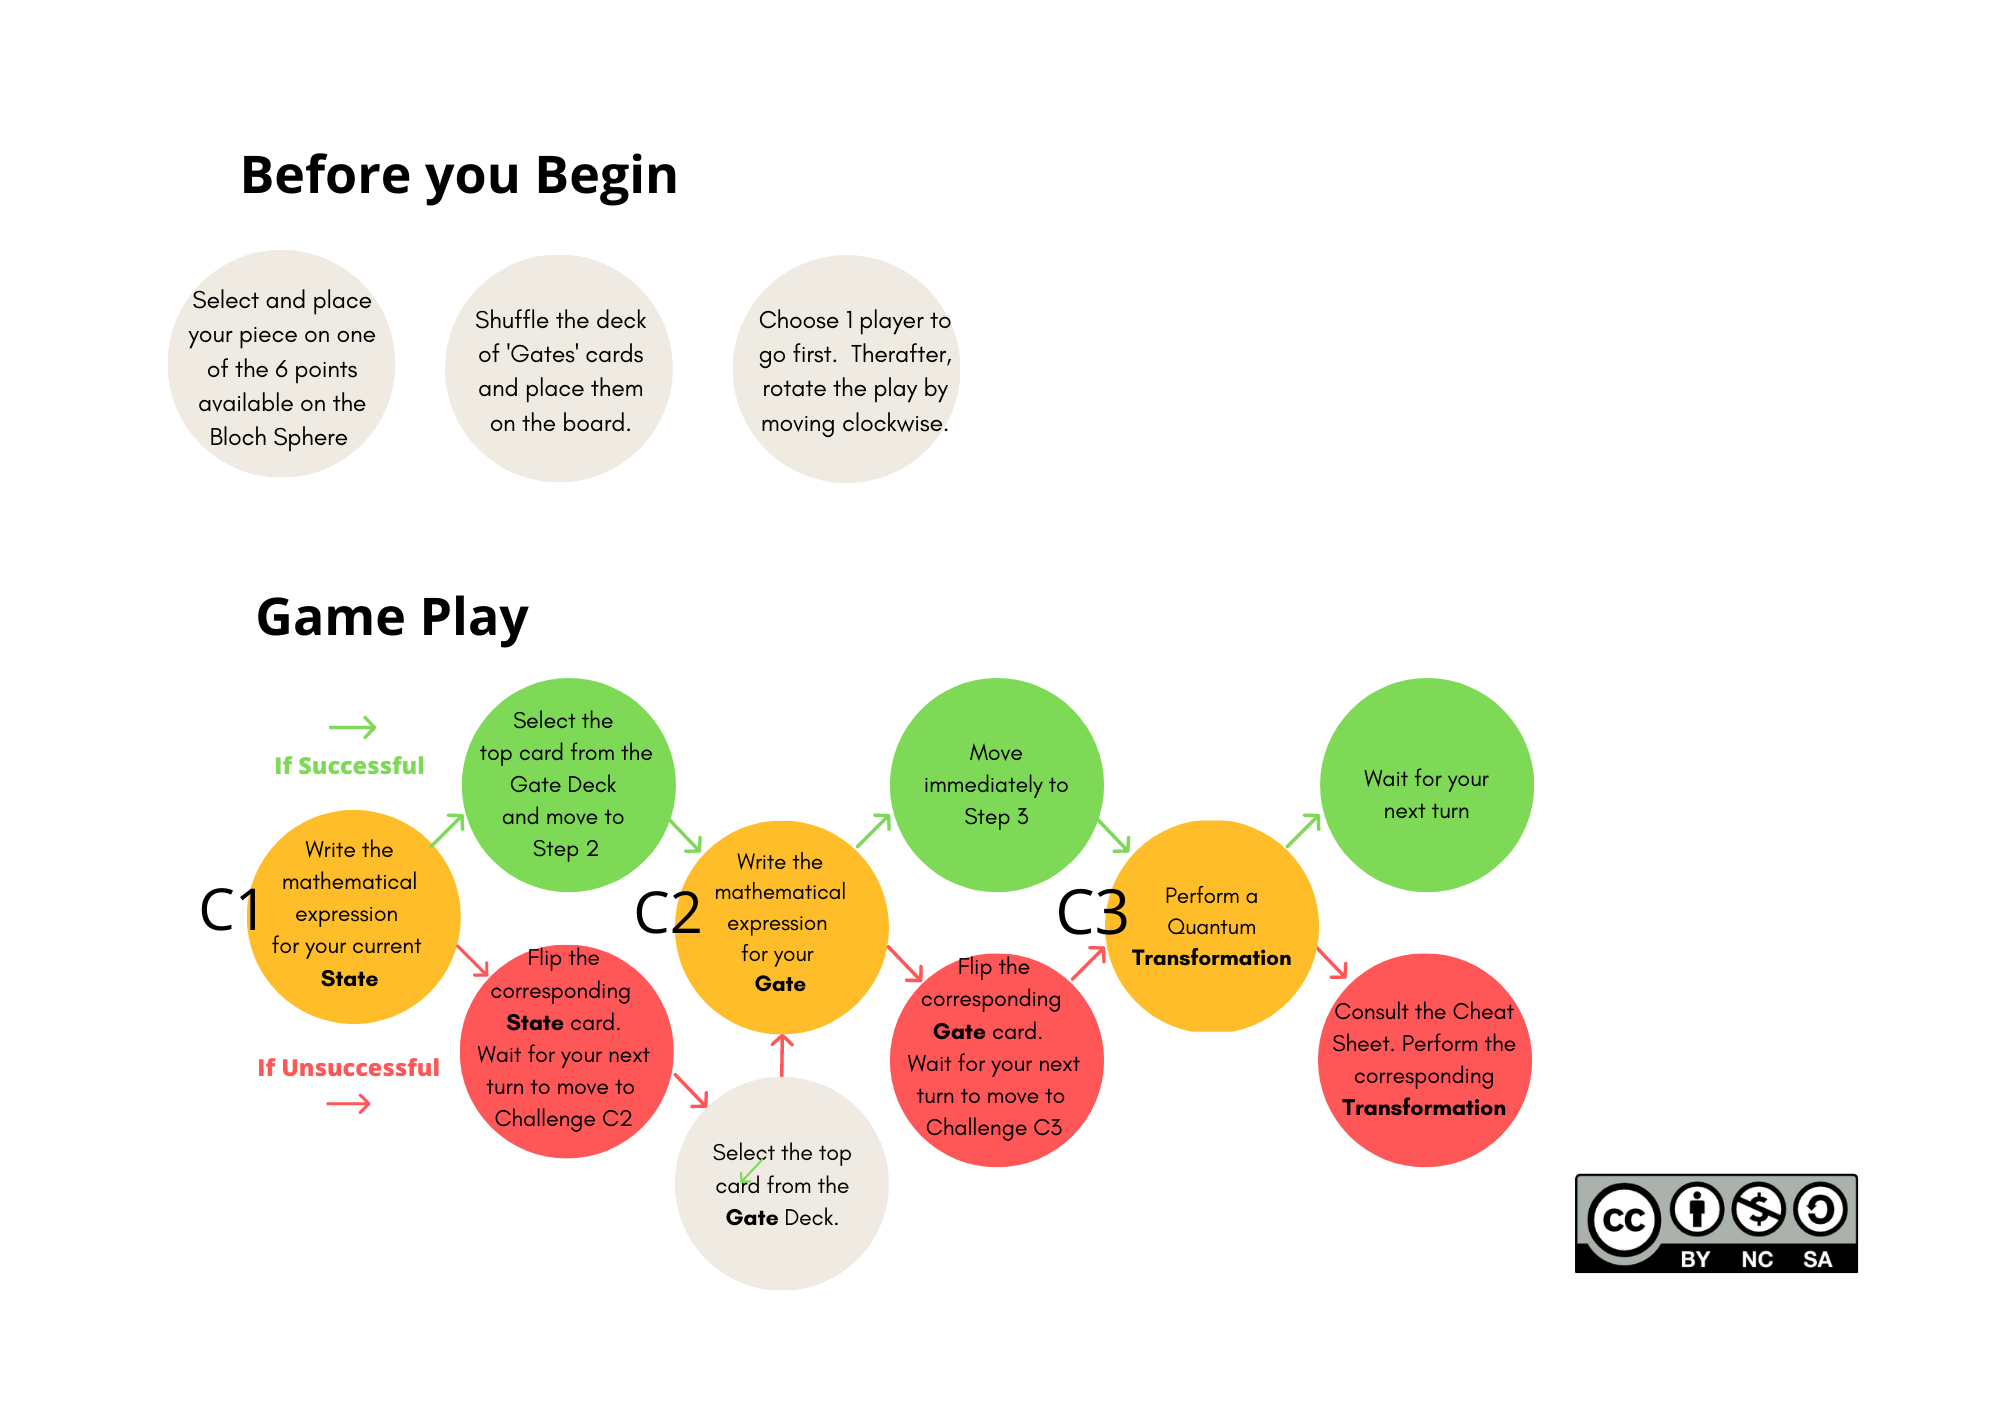 Before you Begin
Select and place
your piece on one
of the 6 points
available on the
Bloch Sphere
Shuffle the deck
of 'Gates' cards
and place them
on the board.
Choose 1 player to
go first. Therafter,
rotate the play by
moving clockwise.
Game Play
If Successful
C1
Write the
mathematical
expression
for your current
State
If Unsuccessful
Select the
top card from the
Gate Deck
and move to
Step 2
Flip the
corresponding
State card.
Wait for your next
turn to move to
Challenge C2
Select the top
card from the
Gate Deck.
C2
Write the
mathematical
expression
for your
Gate
Move
immediately to
Step 3
Flip the
corresponding
Gate card.
Wait for your next
turn to move to
Challenge C3
C3
Perform a
Quantum
Transformation
Wait for your
next turn
Consult the Cheat
Sheet. Perform the
corresponding
Transformation
CC
BY NC SA